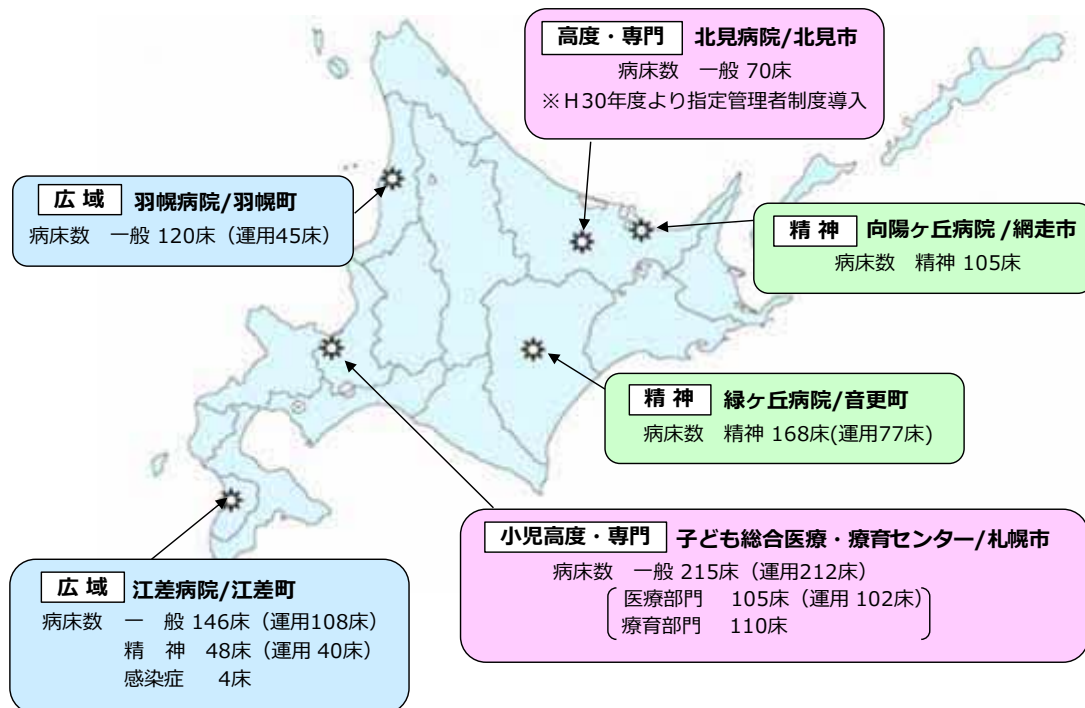 高度・専門 北見病院/北見市
病床数 一般 70床
※H30年度より指定管理者制度導入
広 域 羽幌病院/羽幌町
病床数 一般 120床（運用45床）
精 神 向陽ヶ丘病院/網走市
病床数 精神 105床
精 神 緑ヶ丘病院/音更町
病床数 精神 168床(運用77床)
小児高度・専門 子ども総合医療・療育センター/札幌市
病床数 一般 215床（運用212床）
医療部門 105床（運用 102床）
療育部門 110床
広 域 江差病院/江差町
病床数 一 般 146床（運用108床）
精 神 48床（運用 40床）
感染症 4床